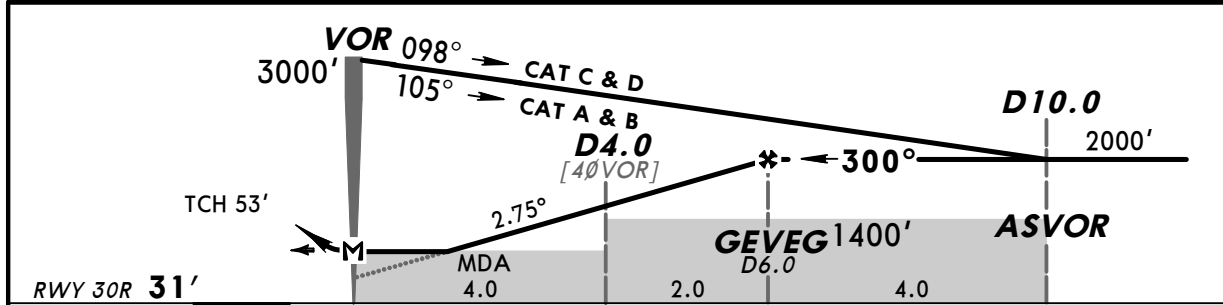 VOR 098° CAT C & D
3000' 105° CAT A & B
D10.0
D4.0 2000'
[4ØVOR] 300°
TCH 53'
2.75°
M
GEVEG 1400' ASVOR
MDA D6.0
RWY 30R 31' 4.0 2.0 4.0